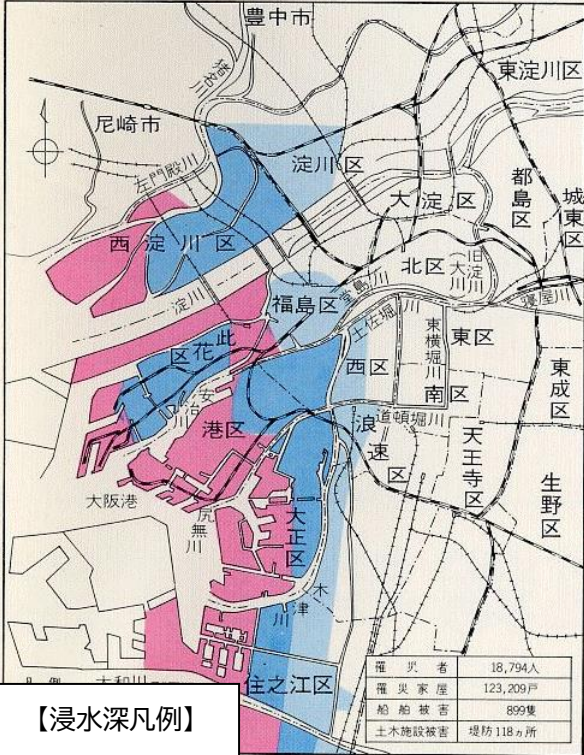 豊中市
猪名川
東淀川区
尼崎市
淀川区
左門殿川
都島区
城東区
大淀区
西淀川区
北区
(旧淀川
大川)
淀川
福島区
堂島川
寝屋川
土佐堀川
此花区
東横堀川
東区
西区
東成区
安治川
南区
港区
道頓堀川
浪速区
天王寺区
生野区
大阪港
尻無川
大正区
木津川
住之江区
大和川
罹災者 18,794人
罹災家屋 123,209戸
船舶被害 899隻
土木施設被害 堤防118ヵ所
【浸水深凡例】